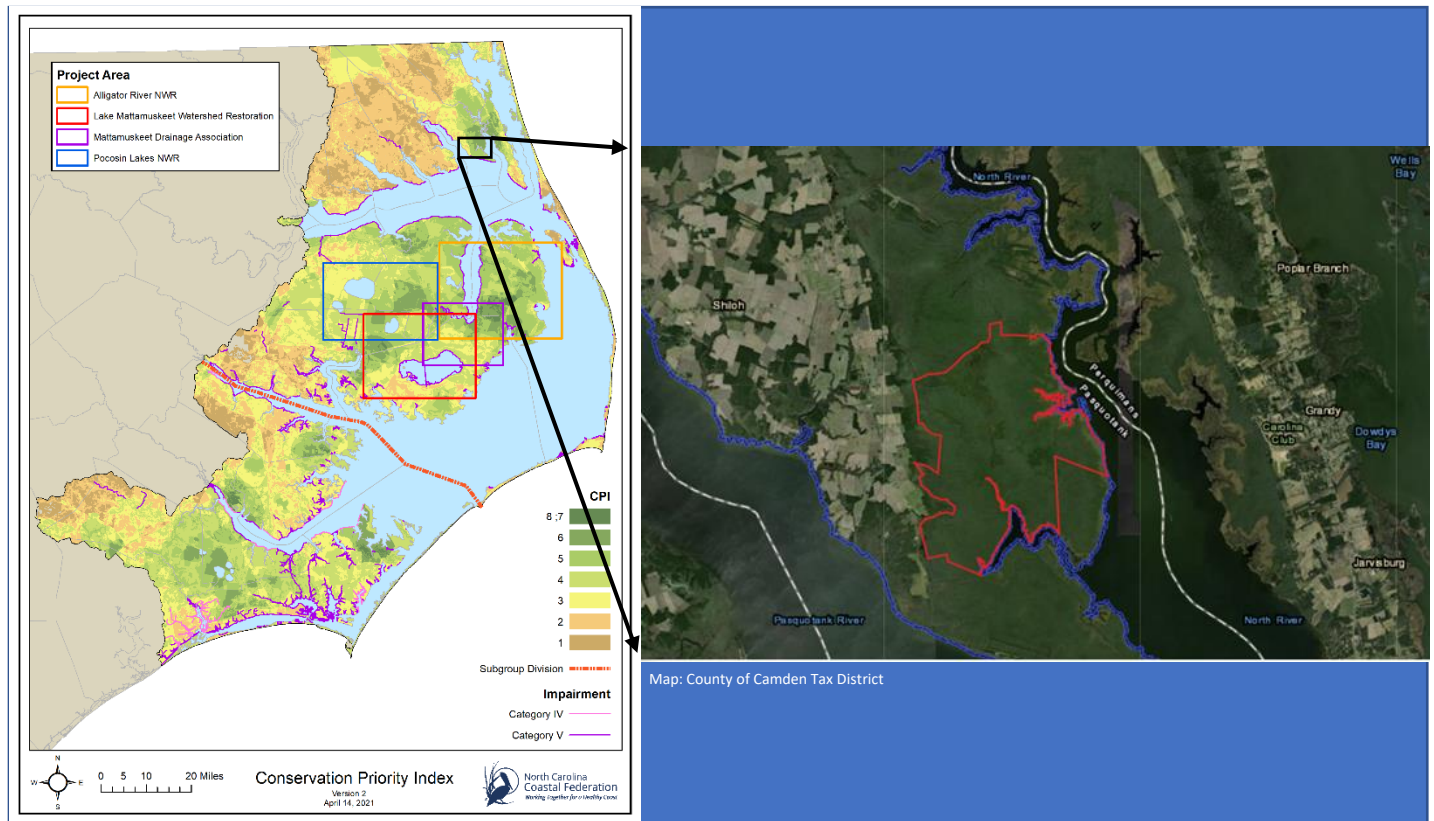 Project Area
Alligator River NWR
Lake Mattamuskeet Watershed Restoration
Mattamuskeet Drainage Association
Pocosin Lakes NWR
CPI
8 ;7
6
5
4
3
2
1
Subgroup Division
Impairment
Category IV
Category V
N
W
E
S
0 5 10 20 Miles
Conservation Priority Index
Version 2
April 14, 2021
North Carolina
Coastal Federation
Working Together for a Healthy Coast
North River
Wells
Bay
Poplar Branch
Shiloh
Perquimans
Pasquotank
Grandy
Carolina
Club
Dowdys
Bay
Jarvisburg
Pasquotank River
North River
Map: County of Camden Tax District